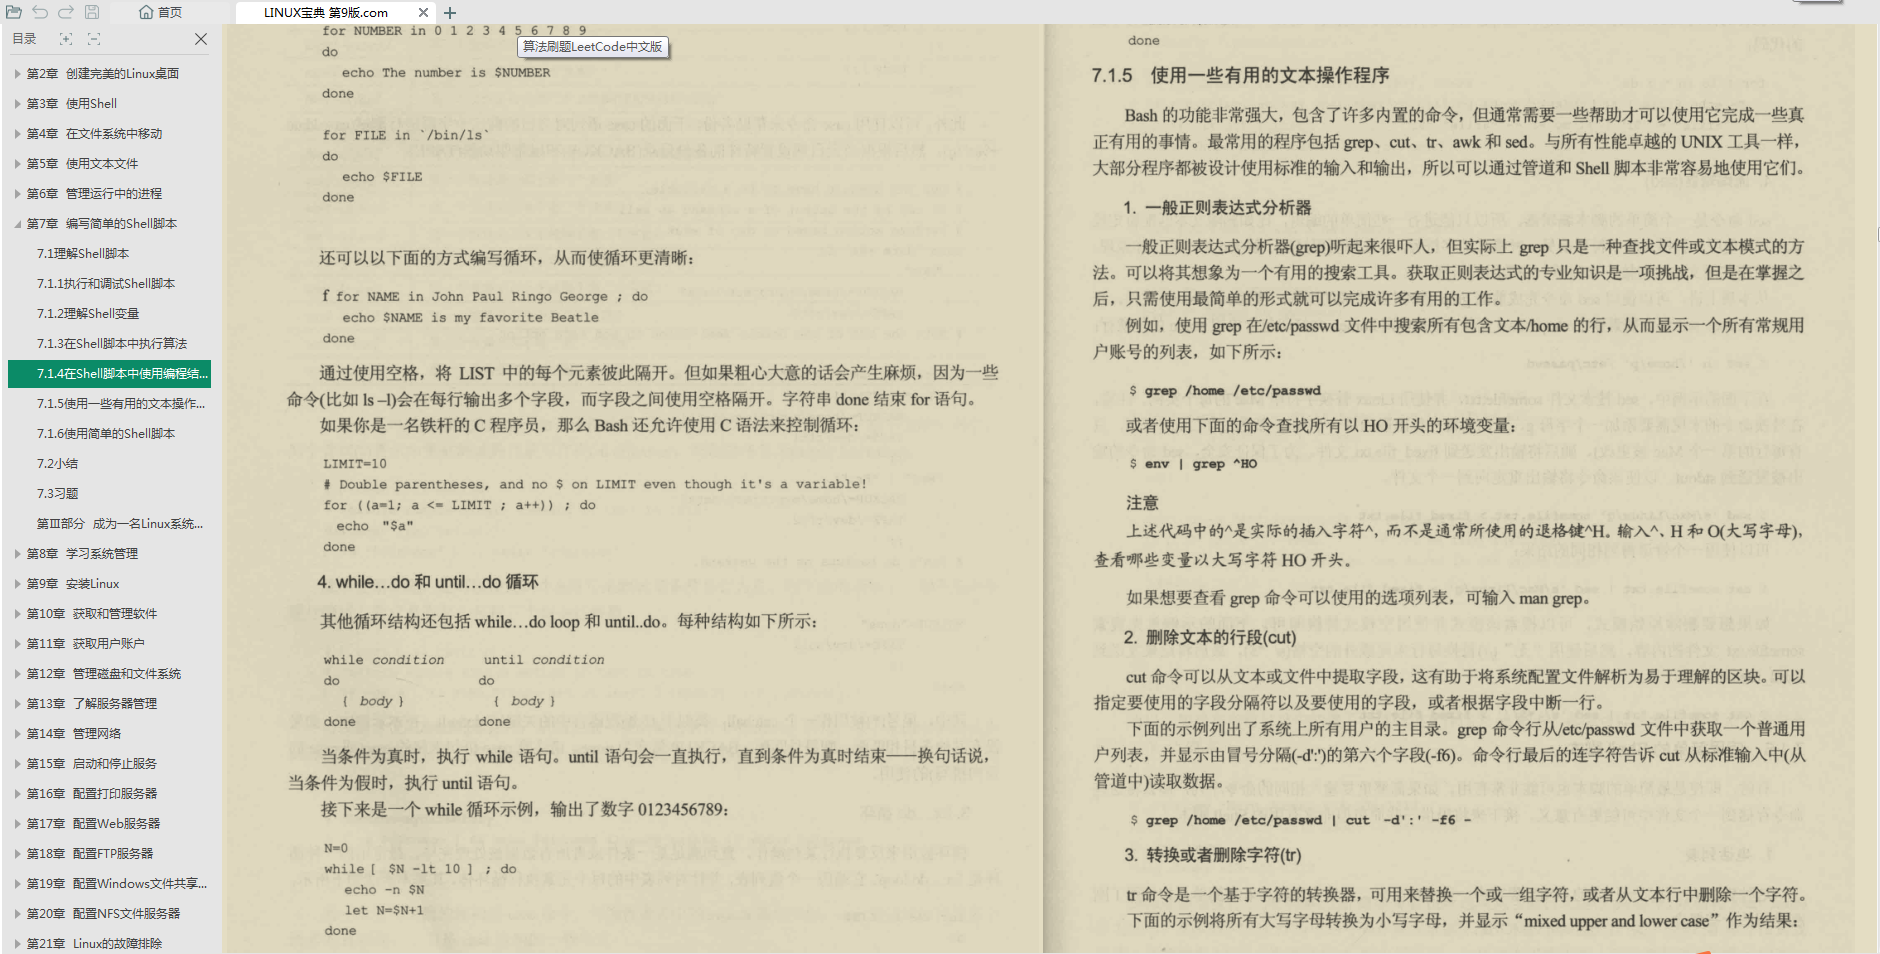 首页
LINUX宝典 第9版.com
目录
第2章 创建完美的Linux桌面
第3章 使用Shell
第4章 在文件系统中移动
第5章 使用文本文件
第6章 管理运行中的进程
第7章 编写简单的Shell脚本
7.1理解Shell脚本
7.1.1执行和调试Shell脚本
7.1.2理解Shell变量
7.1.3在Shell脚本中执行算法
7.1.4在Shell脚本中使用编程结...
7.1.5使用一些有用的文本操作...
7.1.6使用简单的Shell脚本
7.2小结
7.3习题
第Ⅲ部分 成为一名Linux系统...
第8章 学习系统管理
第9章 安装Linux
第10章 获取和管理软件
第11章 获取用户账户
第12章 管理磁盘和文件系统
第13章 了解服务器管理
第14章 管理网络
第15章 启动和停止服务
第16章 配置打印服务器
第17章 配置Web服务器
第18章 配置FTP服务器
第19章 配置Windows文件共享...
第20章 配置NFS文件服务器
第21章 Linux的故障排除
for NUMBER in 0 1 2 3 4 5 6 7 8 9
算法刷题LeetCode中文版
do
echo The number is $NUMBER
done
for FILE in `/bin/ls`
do
echo $FILE
done
还可以以下面的方式编写循环，从而使循环更清晰：
f for NAME in John Paul Ringo George ; do
echo $NAME is my favorite Beatle
done
通过使用空格，将 LIST 中的每个元素彼此隔开。但如果粗心大意的话会产生麻烦，因为一些
命令(比如 ls –l)会在每行输出多个字段，而字段之间使用空格隔开。字符串 done 结束 for 语句。
如果你是一名铁杆的 C 程序员，那么 Bash 还允许使用 C 语法来控制循环：
LIMIT=10
# Double parentheses, and no $ on LIMIT even though it's a variable!
for ((a=1; a <= LIMIT ; a++)) ; do
echo "$a"
done
4. while…do 和 until…do 循环
其他循环结构还包括 while…do loop 和 until..do。每种结构如下所示：
while condition until condition
do do
{ body } { body }
done done
当条件为真时，执行 while 语句。until 语句会一直执行，直到条件为真时结束——换句话说，
当条件为假时，执行 until 语句。
接下来是一个 while 循环示例，输出了数字 0123456789：
N=0
while [ $N -lt 10 ] ; do
echo -n $N
let N=$N+1
done
done
7.1.5 使用一些有用的文本操作程序
Bash 的功能非常强大，包含了许多内置的命令，但通常需要一些帮助才可以使用它完成一些真
正有用的事情。最常用的程序包括 grep、cut、tr、awk 和 sed。与所有性能卓越的 UNIX 工具一样，
大部分程序都被设计使用标准的输入和输出，所以可以通过管道和 Shell 脚本非常容易地使用它们。
1. 一般正则表达式分析器
一般正则表达式分析器(grep)听起来很吓人，但实际上 grep 只是一种查找文件或文本模式的方
法。可以将其想象为一个有用的搜索工具。获取正则表达式的专业知识是一项挑战，但是在掌握之
后，只需使用最简单的形式就可以完成许多有用的工作。
例如，使用 grep 在/etc/passwd 文件中搜索所有包含文本/home 的行，从而显示一个所有常规用
户账号的列表，如下所示：
$ grep /home /etc/passwd
或者使用下面的命令查找所有以 HO 开头的环境变量：
$ env | grep ^HO
注意
上述代码中的^是实际的插入字符^，而不是通常所使用的退格键^H。输入^、H 和 O(大写字母)，
查看哪些变量以大写字符 HO 开头。
如果想要查看 grep 命令可以使用的选项列表，可输入 man grep。
2. 删除文本的行段(cut)
cut 命令可以从文本或文件中提取字段，这有助于将系统配置文件解析为易于理解的区块。可以
指定要使用的字段分隔符以及要使用的字段，或者根据字段中断一行。
下面的示例列出了系统上所有用户的主目录。grep 命令行从/etc/passwd 文件中获取一个普通用
户列表，并显示由冒号分隔(-d':')的第六个字段(-f6)。命令行最后的连字符告诉 cut 从标准输入中(从
管道中)读取数据。
$ grep /home /etc/passwd | cut -d':' -f6 -
3. 转换或者删除字符(tr)
tr 命令是一个基于字符的转换器，可用来替换一个或一组字符，或者从文本行中删除一个字符。
下面的示例将所有大写字母转换为小写字母，并显示“mixed upper and lower case”作为结果：